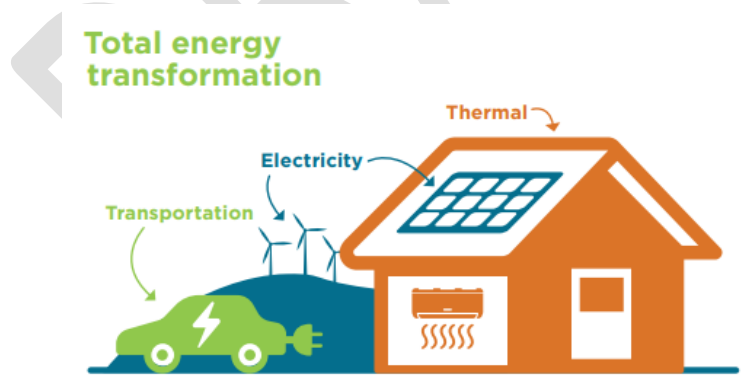 Total energy
transformation
Thermal
Electricity
Transportation